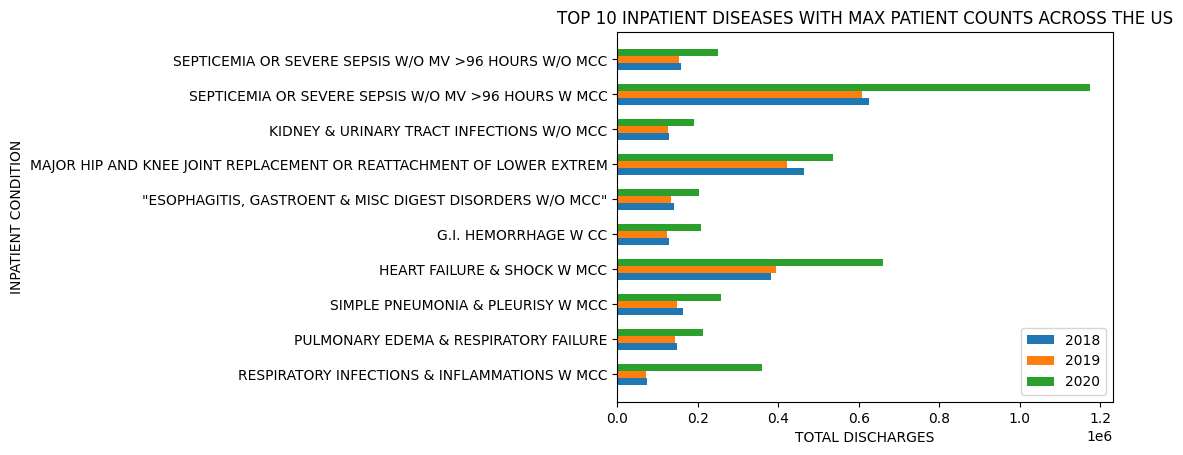 TOP 10 INPATIENT DISEASES WITH MAX PATIENT COUNTS ACROSS THE US
INPATIENT CONDITION
SEPTICEMIA OR SEVERE SEPSIS W/O MV >96 HOURS W/O MCC
SEPTICEMIA OR SEVERE SEPSIS W/O MV >96 HOURS W MCC
KIDNEY & URINARY TRACT INFECTIONS W/O MCC
MAJOR HIP AND KNEE JOINT REPLACEMENT OR REATTACHMENT OF LOWER EXTREM
"ESOPHAGITIS, GASTROENT & MISC DIGEST DISORDERS W/O MCC"
G.I. HEMORRHAGE W CC
HEART FAILURE & SHOCK W MCC
SIMPLE PNEUMONIA & PLEURISY W MCC
PULMONARY EDEMA & RESPIRATORY FAILURE
RESPIRATORY INFECTIONS & INFLAMMATIONS W MCC
2018
2019
2020
0.0 0.2 0.4 0.6 0.8 1.0 1.2
1e6
TOTAL DISCHARGES